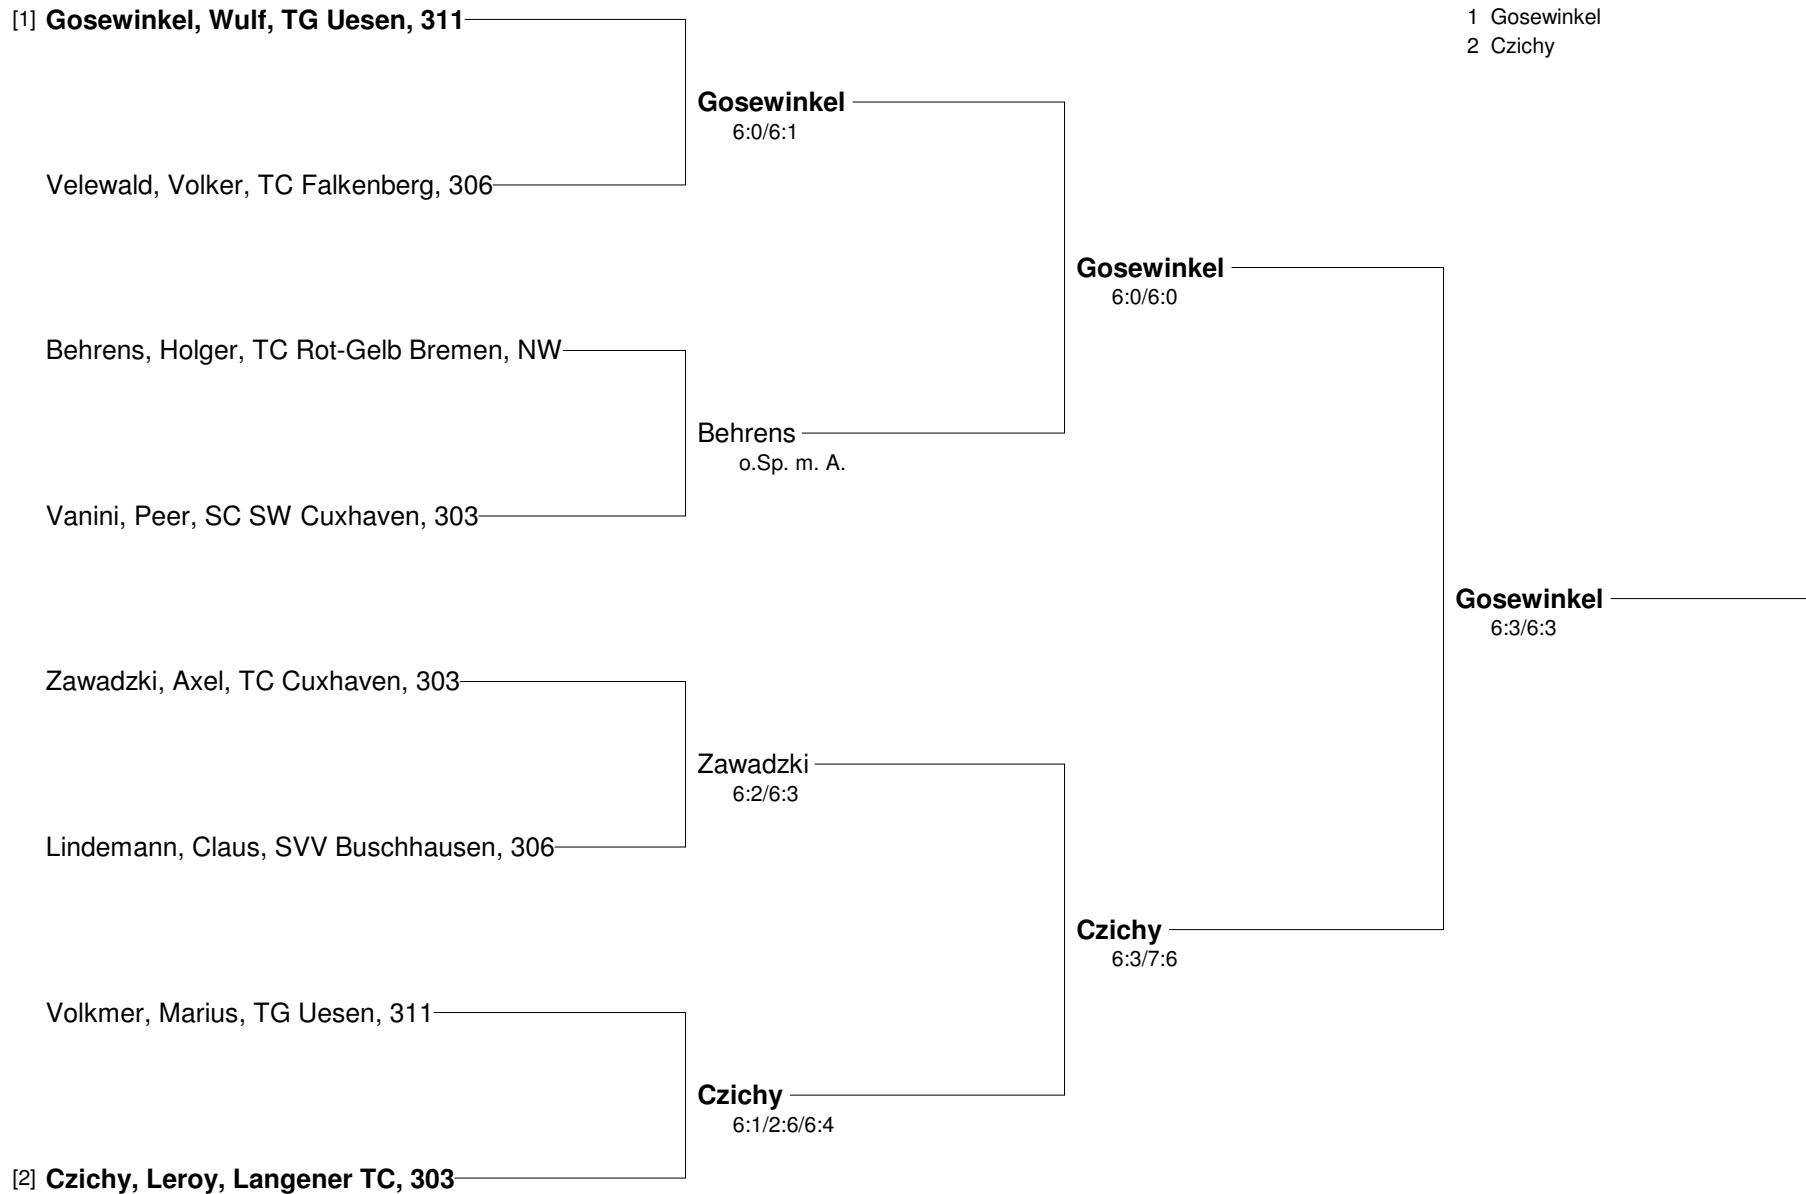 [1] Gosewinkel, Wulf, TG Uesen, 311
1 Gosewinkel
2 Czichy
Gosewinkel
6:0/6:1
Velewald, Volker, TC Falkenberg, 306
Gosewinkel
6:0/6:0
Behrens, Holger, TC Rot-Gelb Bremen, NW
Behrens
o.Sp. m. A.
Vanini, Peer, SC SW Cuxhaven, 303
Gosewinkel
6:3/6:3
Zawadzki, Axel, TC Cuxhaven, 303
Zawadzki
6:2/6:3
Lindemann, Claus, SVV Buschhausen, 306
Czichy
6:3/7:6
Volkmer, Marius, TG Uesen, 311
Czichy
6:1/2:6/6:4
[2] Czichy, Leroy, Langener TC, 303